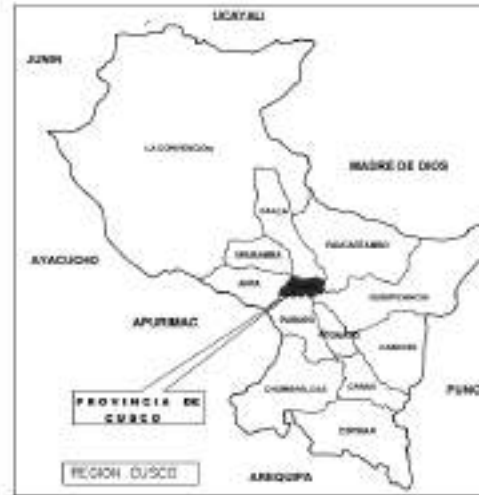 UCAYALI
JUNIN
LA CONVENCION
MADRE DE DIOS
CALCA
PAUCARTAMBO
URUBAMBA
AYACUCHO
ANTA
QUISPICANCHI
APURIMAC
PARURO
ACOMAYO
CANCHIS
PROVINCIA DE
CUSCO
CHUMBIVILCAS
CANAS
PUNO
ESPINAR
REGION CUSCO
AREQUIPA